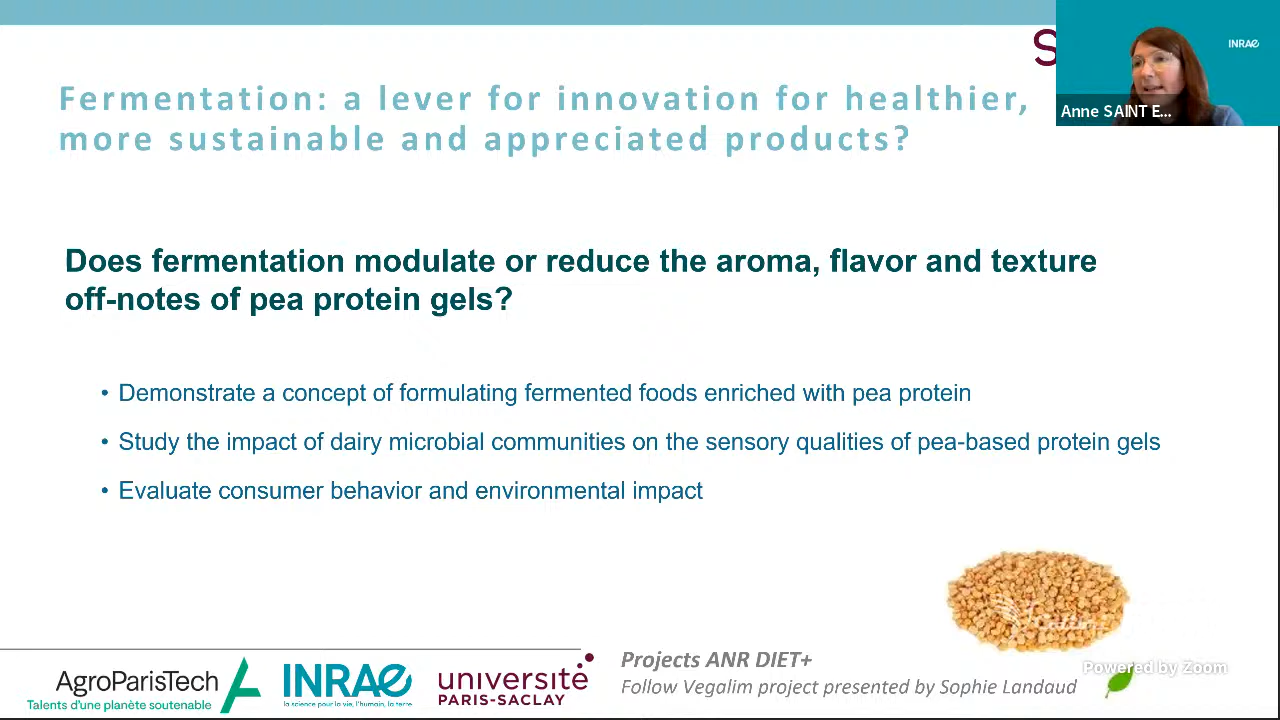 S
INRAE
Anne SAINT E...
Fermentation: a lever for innovation for healthier,
more sustainable and appreciated products?
Does fermentation modulate or reduce the aroma, flavor and texture
off-notes of pea protein gels?
• Demonstrate a concept of formulating fermented foods enriched with pea protein
• Study the impact of dairy microbial communities on the sensory qualities of pea-based protein gels
• Evaluate consumer behavior and environmental impact
AgroParisTech
Talents d'une planète soutenable
INRAE
la science pour la vie, l'humain, la terre
université
PARIS-SACLAY
Projects ANR DIET+
Follow Vegalim project presented by Sophie Landaud
Powered by Zoom